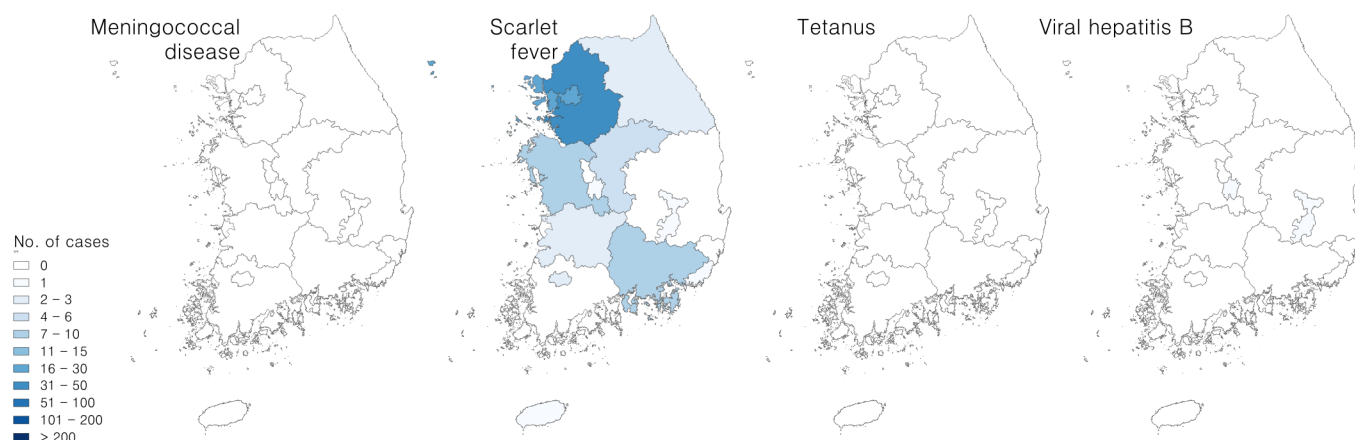 Meningococcal
disease
Scarlet
fever
Tetanus
Viral hepatitis B
No. of cases
0
1
2 – 3
4 – 6
7 – 10
11 – 15
16 – 30
31 – 50
51 – 100
101 – 200
> 200